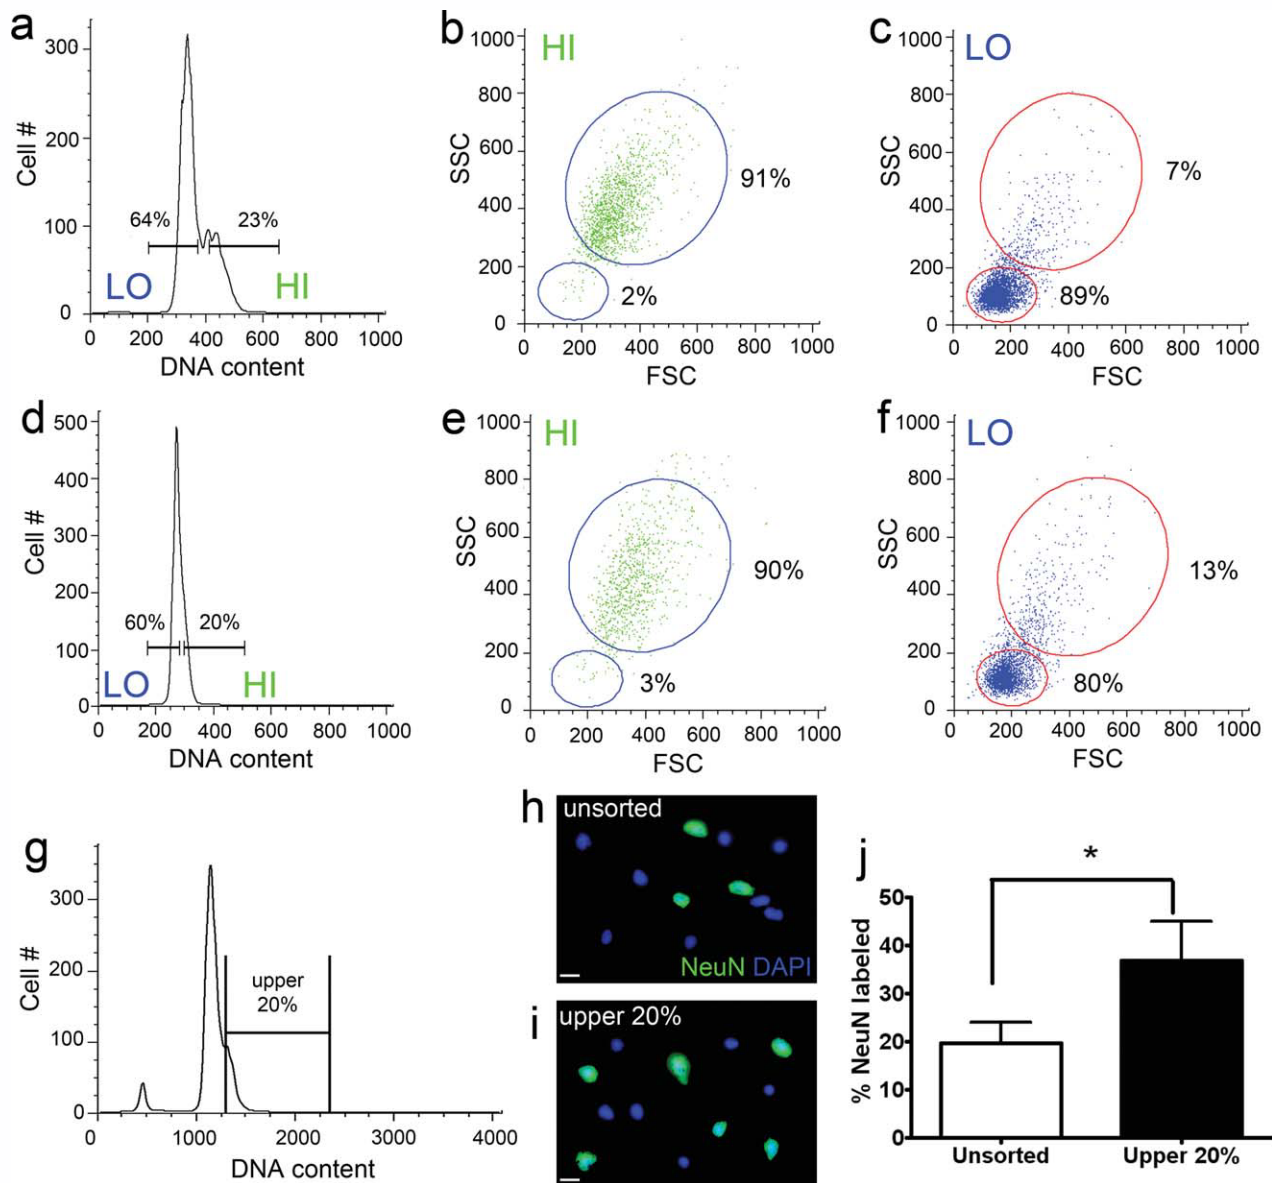 a
300
200
100
0
Cell #
64%
23%
LO
HI
0 200 400 600 800 1000
DNA content
b
HI
1000
800
600
400
200
0
SSC
91%
2%
200 400 600 800 1000
FSC
c
LO
1000
800
600
400
200
0
SSC
7%
89%
0 200 400 600 800 1000
FSC
d
500
400
300
200
100
0
Cell #
60%
20%
LO
HI
0 200 400 600 800 1000
DNA content
e
HI
1000
800
600
400
200
0
SSC
90%
3%
0 200 400 600 800 1000
FSC
f
LO
1000
800
600
400
200
0
SSC
13%
80%
0 200 400 600 800 1000
FSC
g
300
200
100
0
Cell #
upper
20%
0 1000 2000 3000 4000
DNA content
h
unsorted
NeuN DAPI
i
upper 20%
j
*
50
40
30
20
10
0
% NeuN labeled
Unsorted Upper 20%